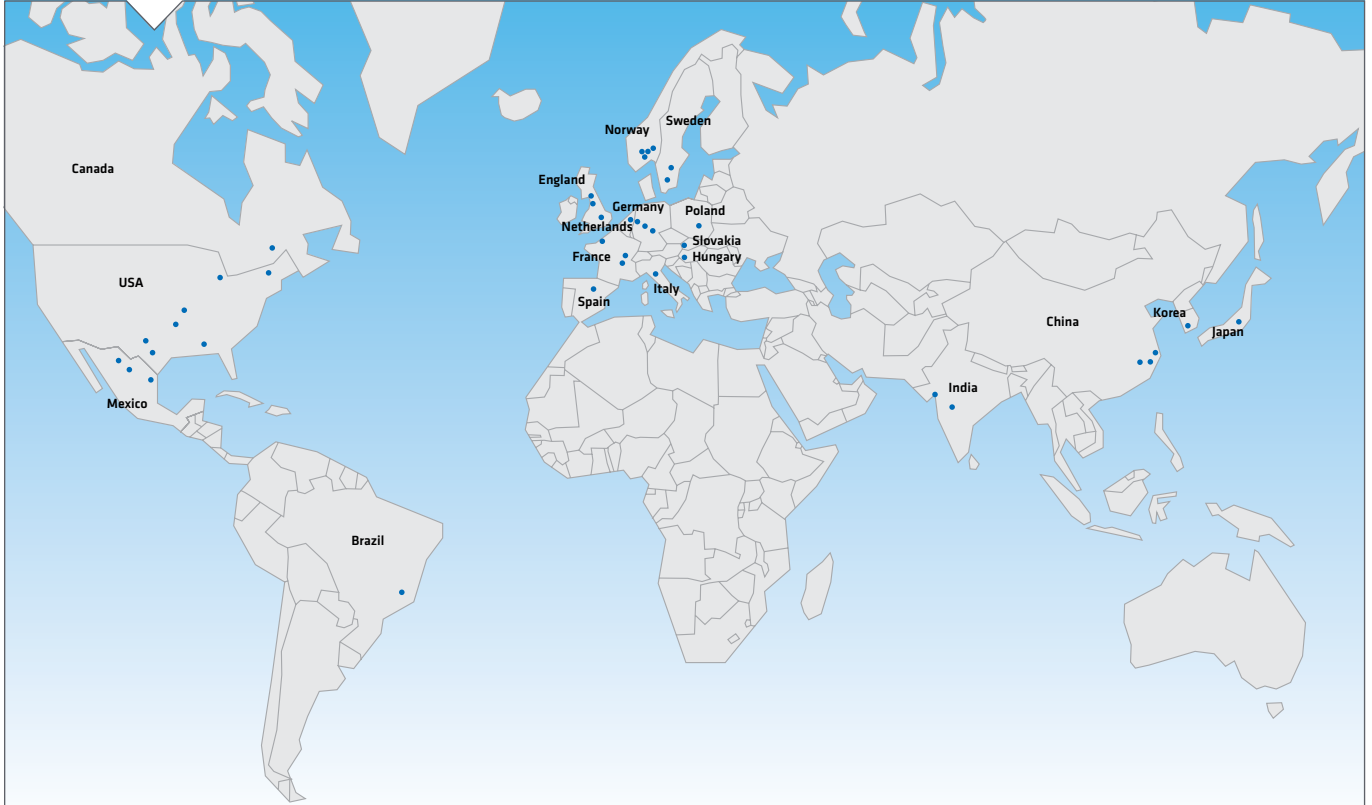 Sweden
Norway
Canada
England
Germany
Poland
Netherlands
Slovakia
France
Hungary
USA
Italy
Spain
Korea
China
Japan
India
Mexico
Brazil